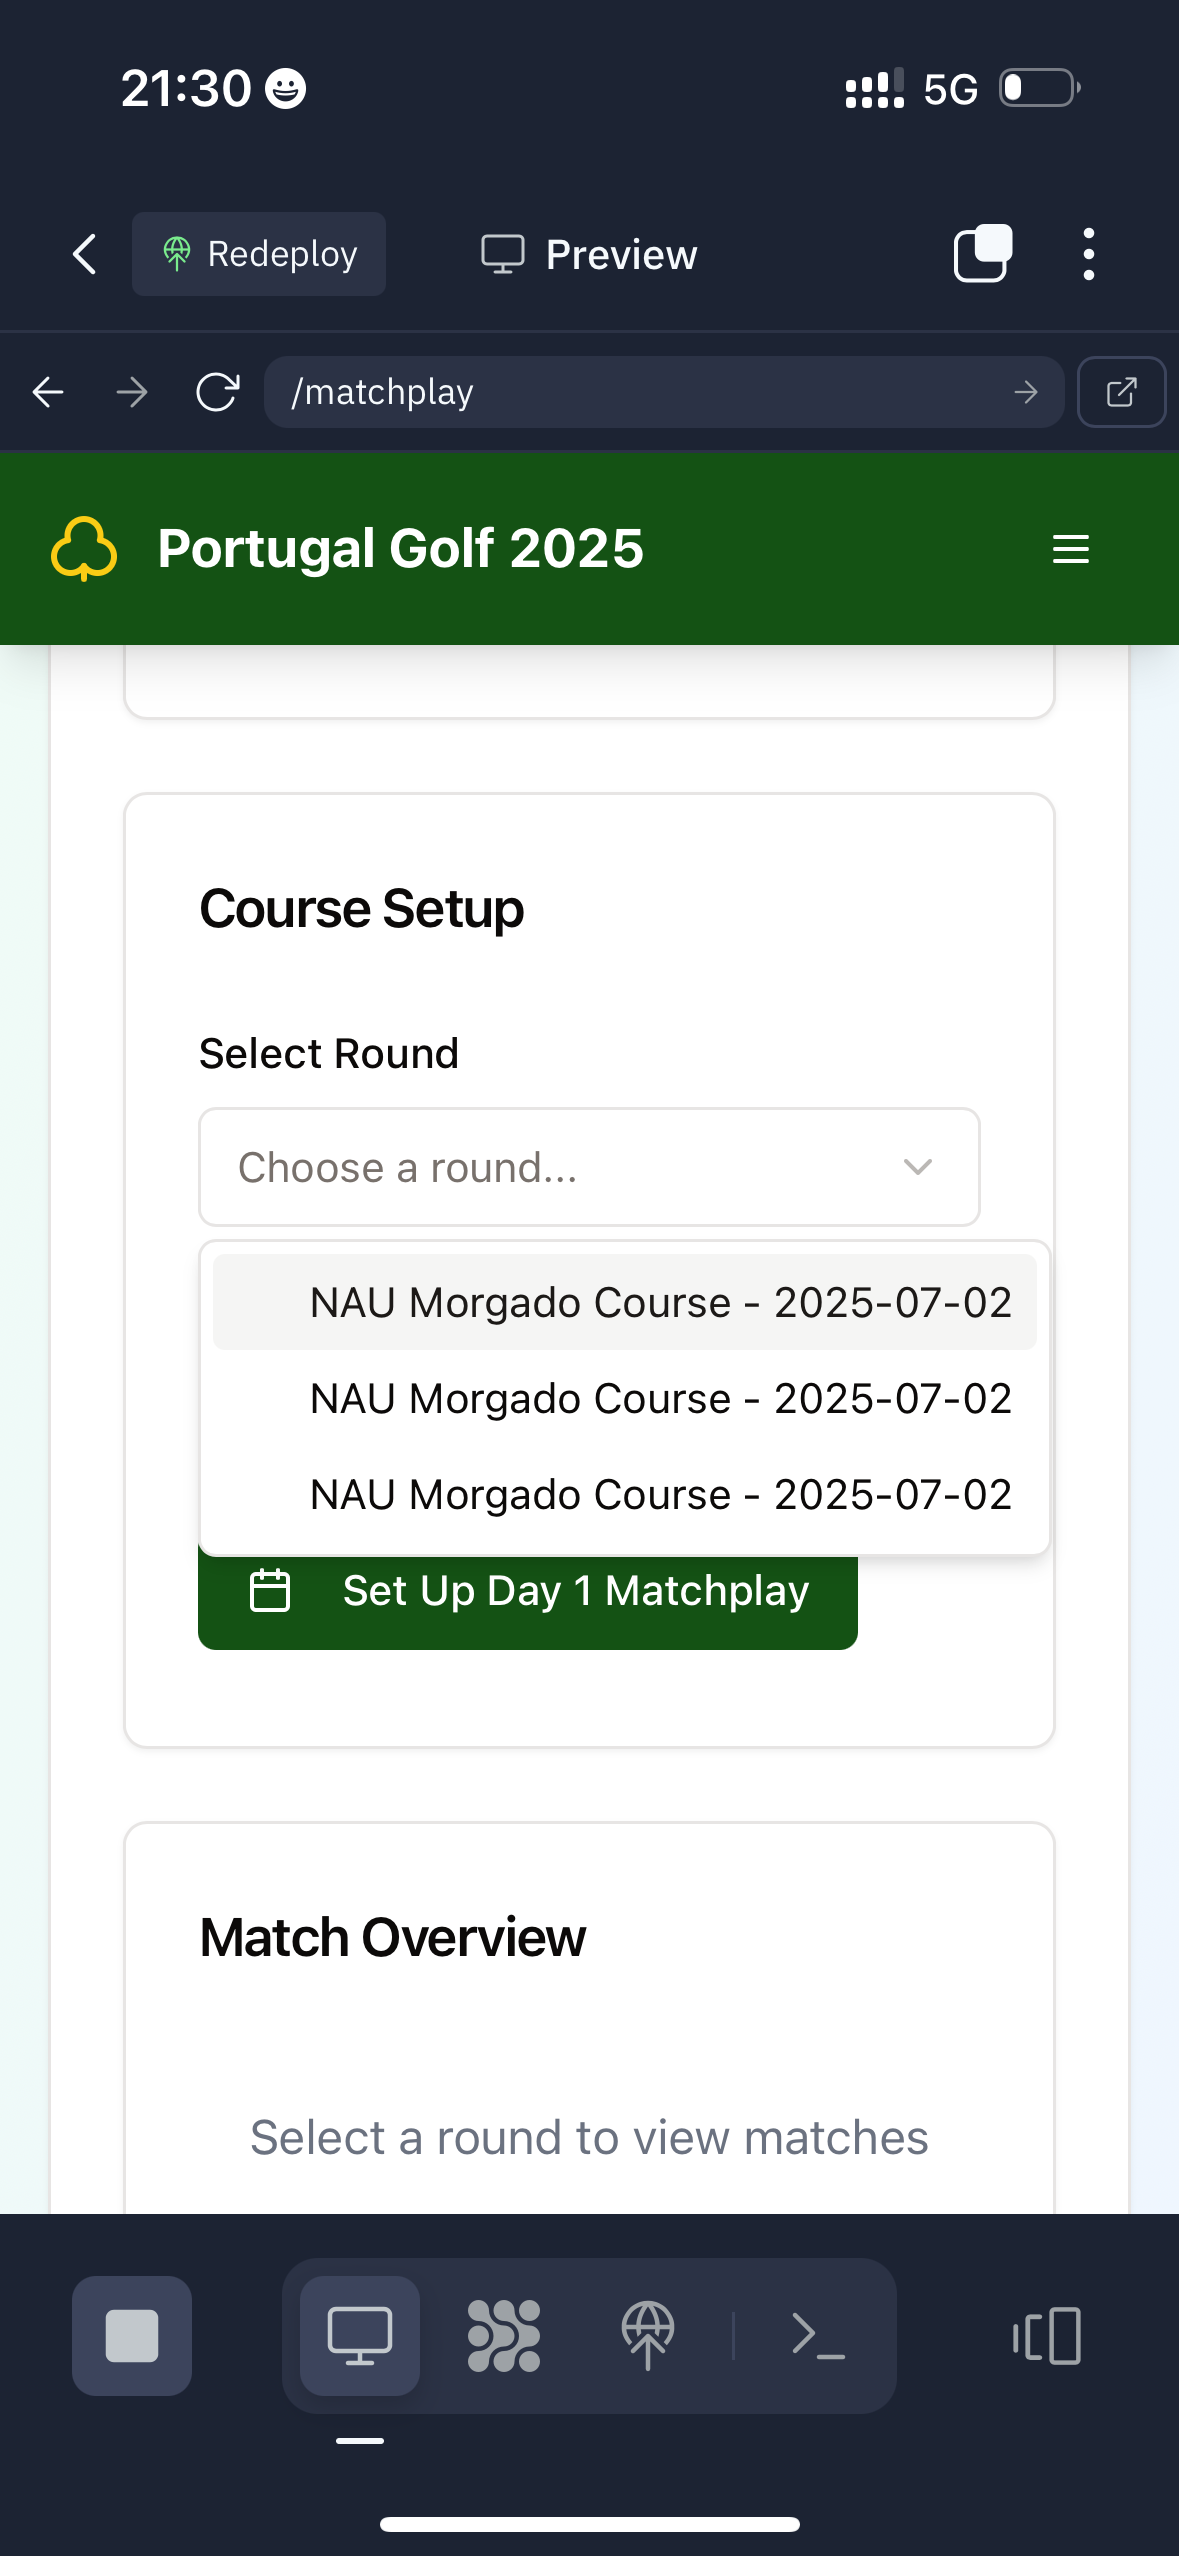 21:30
5G
Redeploy
Preview
/matchplay
Portugal Golf 2025
Course Setup
Select Round
Choose a round...
NAU Morgado Course - 2025-07-02
NAU Morgado Course - 2025-07-02
NAU Morgado Course - 2025-07-02
Set Up Day 1 Matchplay
Match Overview
Select a round to view matches